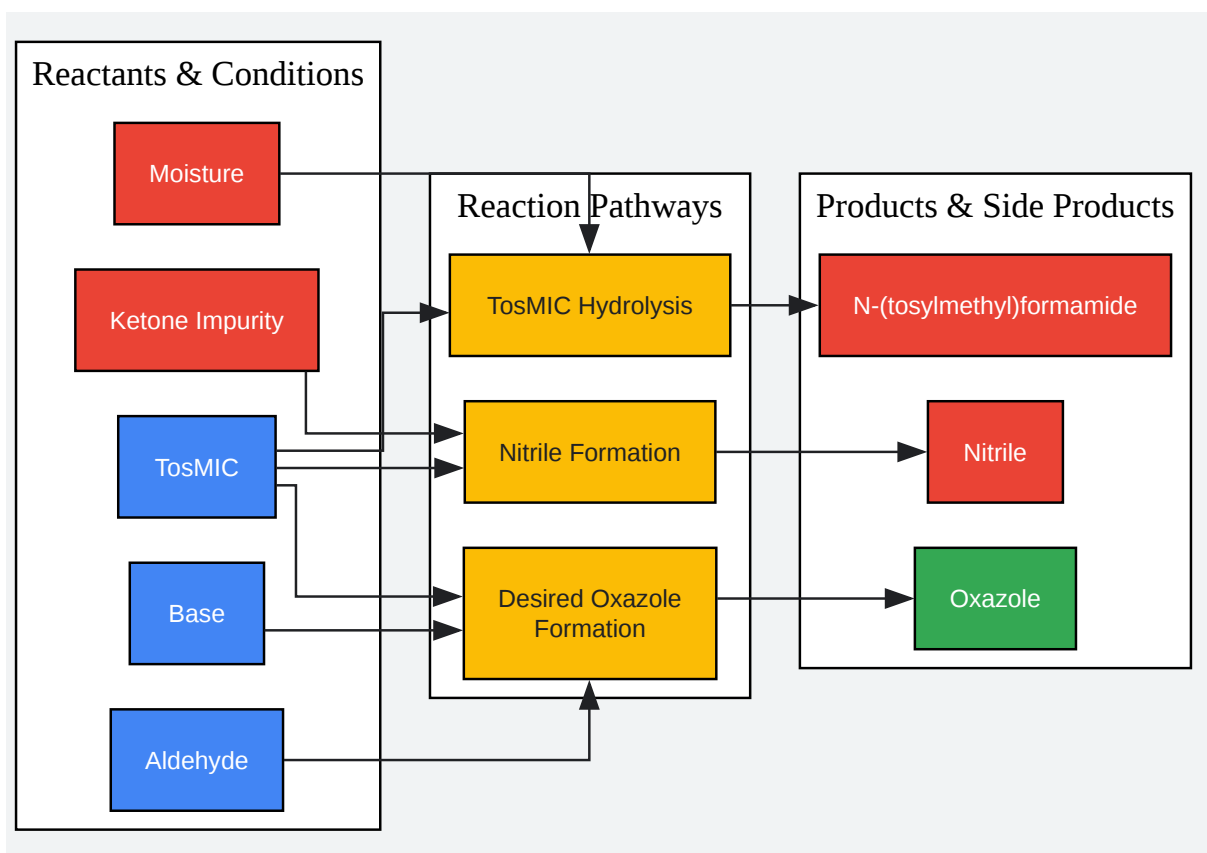 Reactants & Conditions
Moisture
Ketone Impurity
TosMIC
Base
Aldehyde
Reaction Pathways
TosMIC Hydrolysis
Nitrile Formation
Desired Oxazole
Formation
Products & Side Products
N-(tosylmethyl)formamide
Nitrile
Oxazole